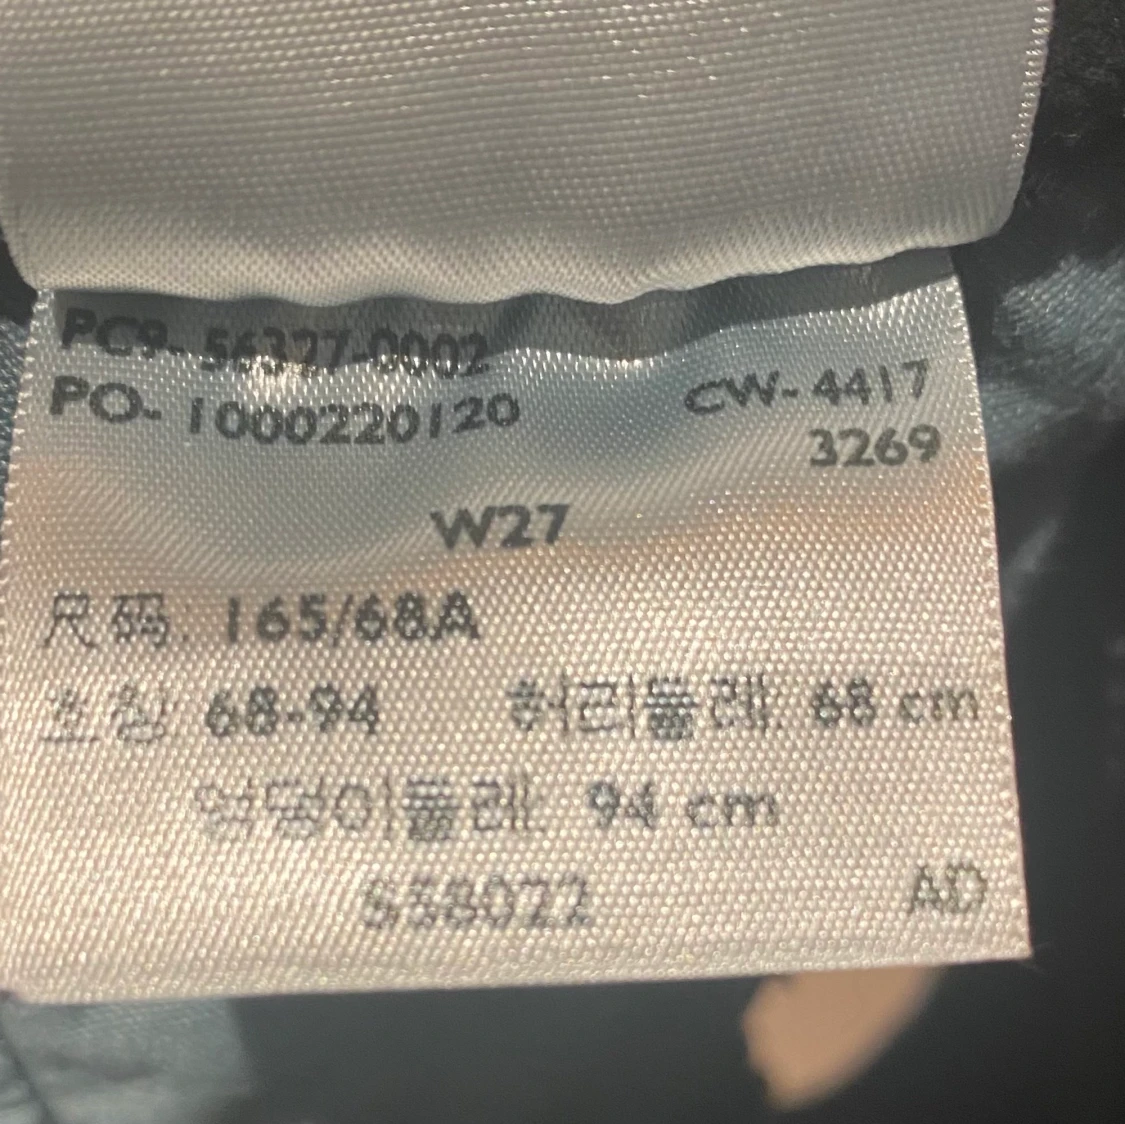 PC9- 56327-0002
PO- 1000220120
CW- 4417
3269
W27
尺码: 165/68A
호칭: 68-94 허리둘레: 68 cm
엉덩이둘레: 94 cm
S58022 AD